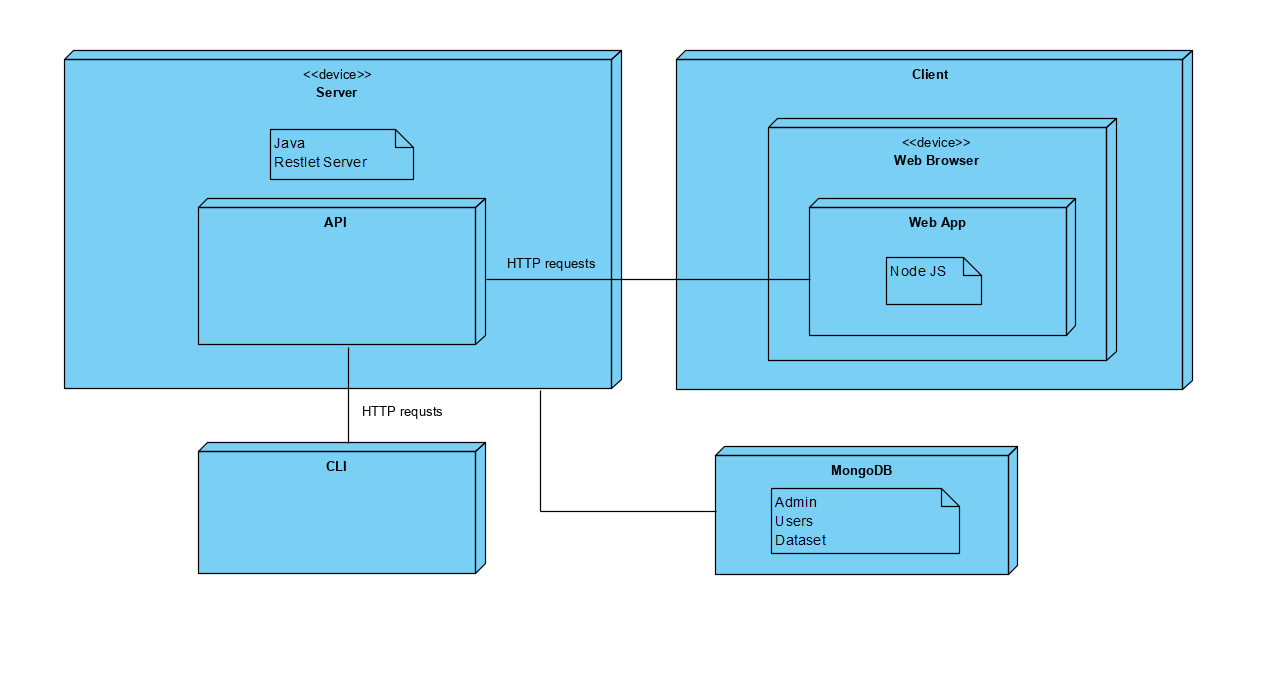 <<device>>
Server
Java
Restlet Server
API
HTTP requests
Client
<<device>>
Web Browser
Web App
Node JS
HTTP requsts
CLI
MongoDB
Admin
Users
Dataset